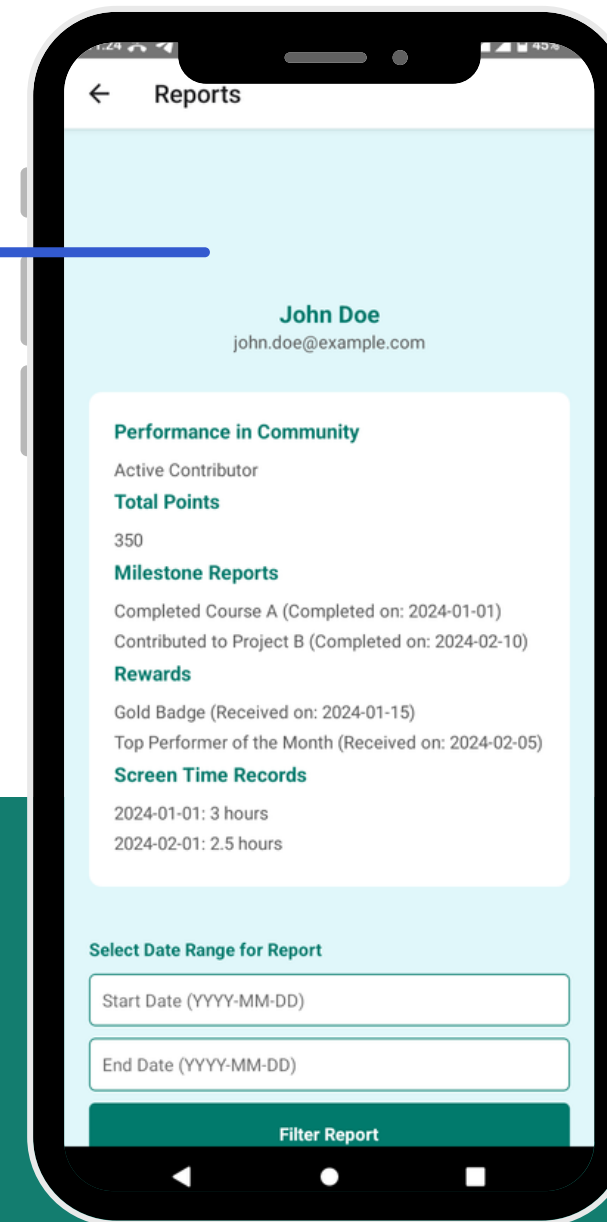 Reports
John Doe
john.doe@example.com
Performance in Community
Active Contributor
Total Points
350
Milestone Reports
Completed Course A (Completed on: 2024-01-01)
Contributed to Project B (Completed on: 2024-02-10)
Rewards
Gold Badge (Received on: 2024-01-15)
Top Performer of the Month (Received on: 2024-02-05)
Screen Time Records
2024-01-01: 3 hours
2024-02-01: 2.5 hours
Select Date Range for Report
Start Date (YYYY-MM-DD)
End Date (YYYY-MM-DD)
Filter Report